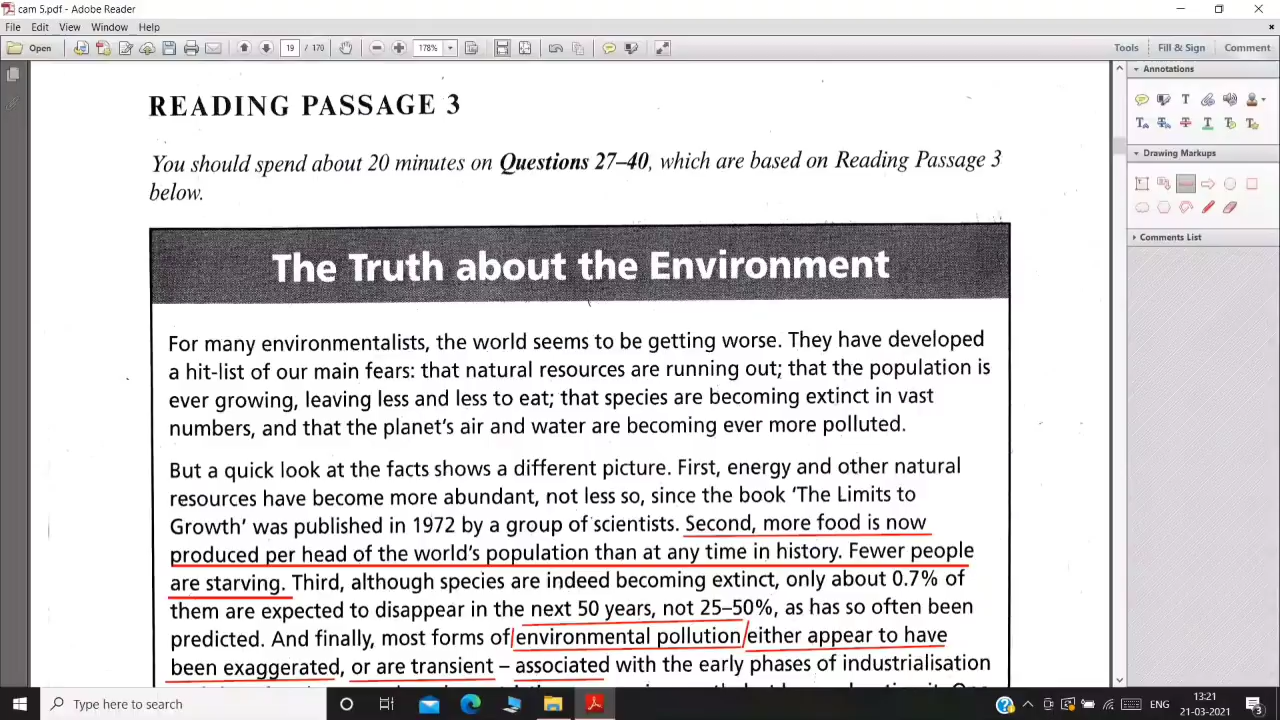 cam 5.pdf - Adobe Reader
File Edit View Window Help
Open 19 / 170 178% Tools Fill & Sign Comment
READING PASSAGE 3
You should spend about 20 minutes on Questions 27–40, which are based on Reading Passage 3
below.
The Truth about the Environment
For many environmentalists, the world seems to be getting worse. They have developed
a hit-list of our main fears: that natural resources are running out; that the population is
ever growing, leaving less and less to eat; that species are becoming extinct in vast
numbers, and that the planet's air and water are becoming ever more polluted.
But a quick look at the facts shows a different picture. First, energy and other natural
resources have become more abundant, not less so, since the book 'The Limits to
Growth' was published in 1972 by a group of scientists. Second, more food is now
produced per head of the world's population than at any time in history. Fewer people
are starving. Third, although species are indeed becoming extinct, only about 0.7% of
them are expected to disappear in the next 50 years, not 25–50%, as has so often been
predicted. And finally, most forms of environmental pollution either appear to have
been exaggerated, or are transient – associated with the early phases of industrialisation
Annotations
Drawing Markups
Comments List
Type here to search
ENG
13:21
21-03-2021